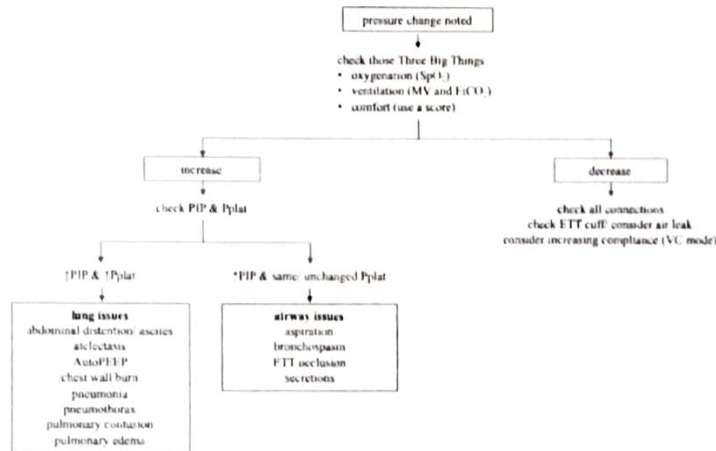 pressure change noted
check those Three Big Things
• oxygenation (SpO₂)
• ventilation (MV and EtCO₂)
• comfort (use a score)
increase
decrease
check PIP & Pplat
check all connections
check ETT cuff/ consider air leak
consider increasing compliance (VC mode)
↑PIP & ↑Pplat
↑PIP & same/ unchanged Pplat
lung issues
abdominal distention/ ascites
atelectasis
AutoPEEP
chest wall burn
pneumonia
pneumothorax
pulmonary contusion
pulmonary edema
airway issues
aspiration
bronchospasm
ETT occlusion
secretions